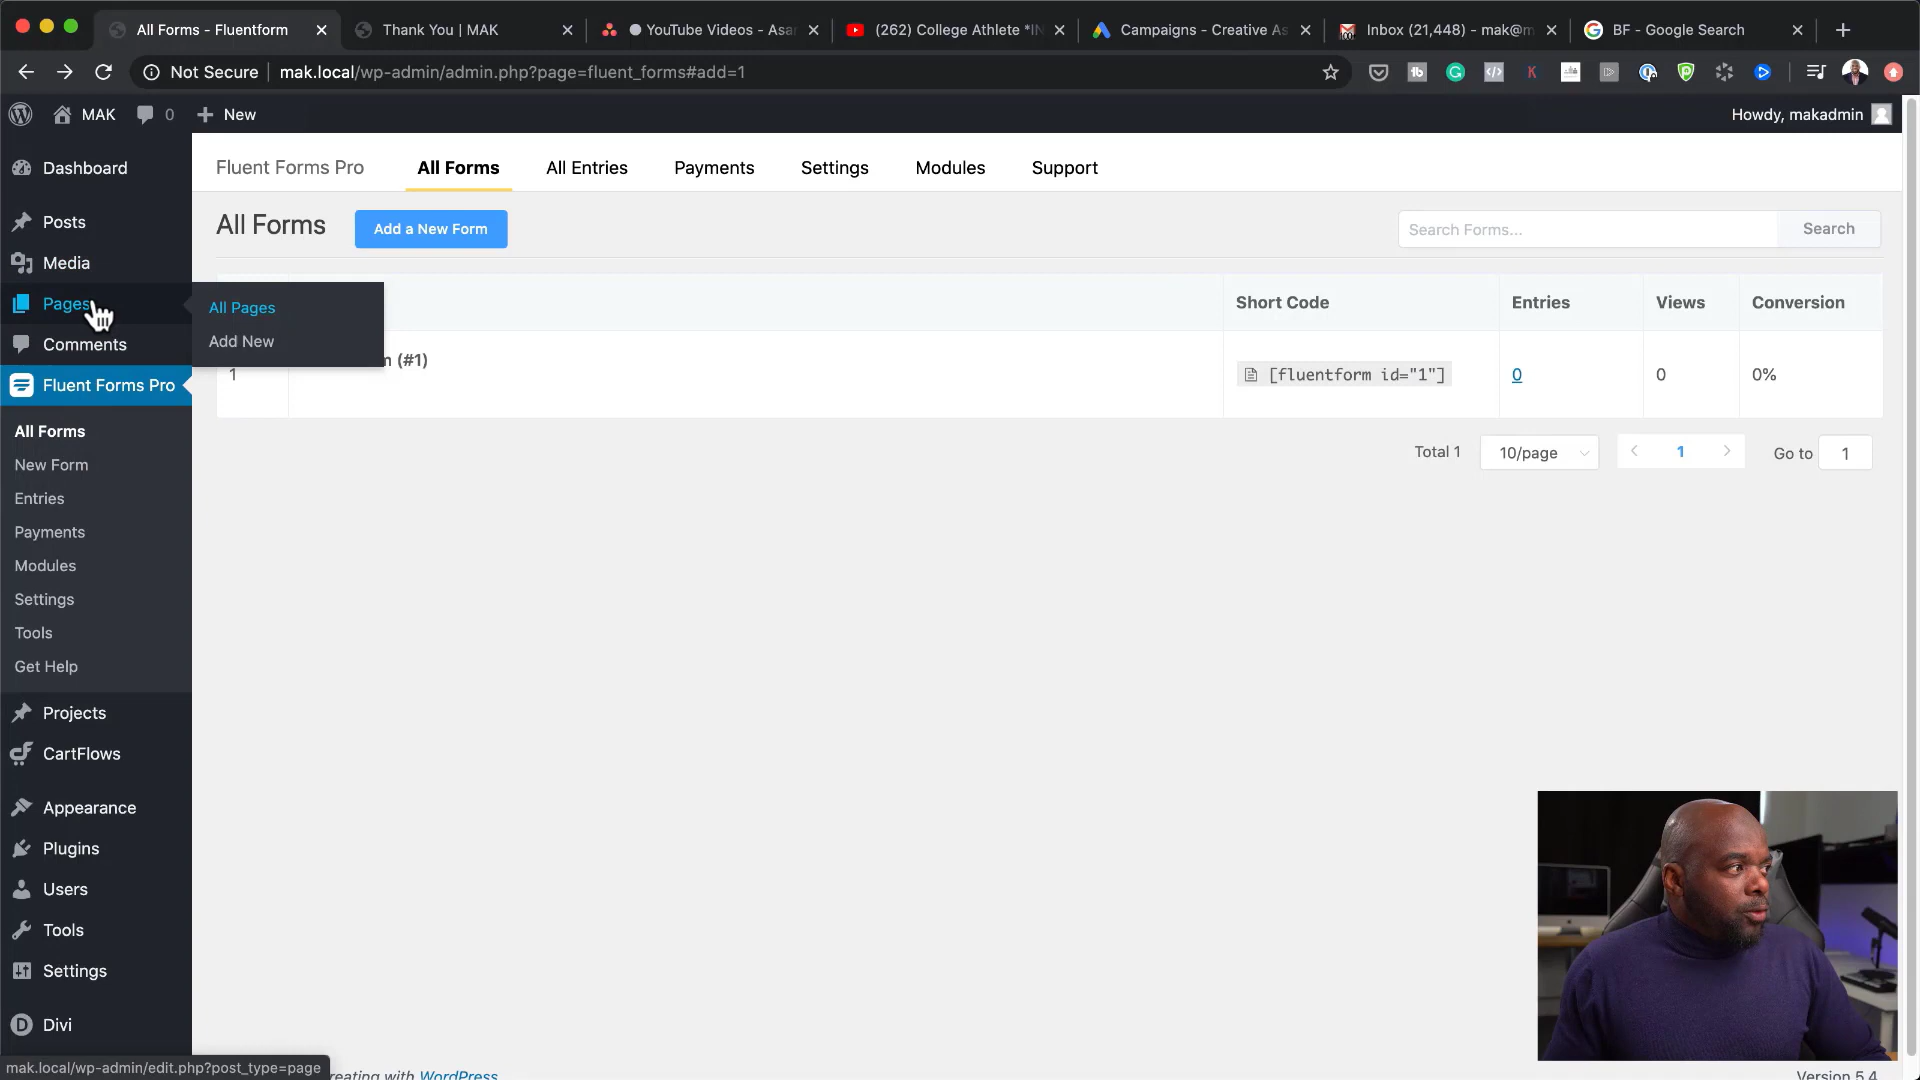 All Forms - Fluentform
Thank You | MAK
YouTube Videos - Asan
(262) College Athlete *IN
Campaigns - Creative As
Inbox (21,448) - mak@m
BF - Google Search
Not Secure
mak.local/wp-admin/admin.php?page=fluent_forms#add=1
MAK
0
New
Howdy, makadmin
Dashboard
Posts
Media
Pages
Comments
Fluent Forms Pro
All Forms
New Form
Entries
Payments
Modules
Settings
Tools
Get Help
Projects
CartFlows
Appearance
Plugins
Users
Tools
Settings
Divi
All Pages
Add New
Fluent Forms Pro
All Forms
All Entries
Payments
Settings
Modules
Support
All Forms
Add a New Form
Search Forms...
Search
Short Code
Entries
Views
Conversion
1
(#1)
[fluentform id="1"]
0
0
0%
Total 1
10/page
1
Go to
1
mak.local/wp-admin/edit.php?post_type=page
with WordPress
Version 5.4